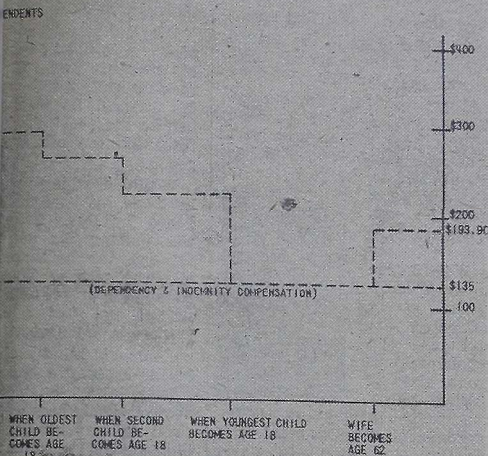 ENDENTS
$400
$300
$200
$193.90
$135
(DEPENDENCY & INDEMNITY COMPENSATION)
100
WHEN OLDEST
CHILD BE-
COMES AGE
18
WHEN SECOND
CHILD BE-
COMES AGE 18
WHEN YOUNGEST CHILD
BECOMES AGE 18
WIFE
BECOMES
AGE 62